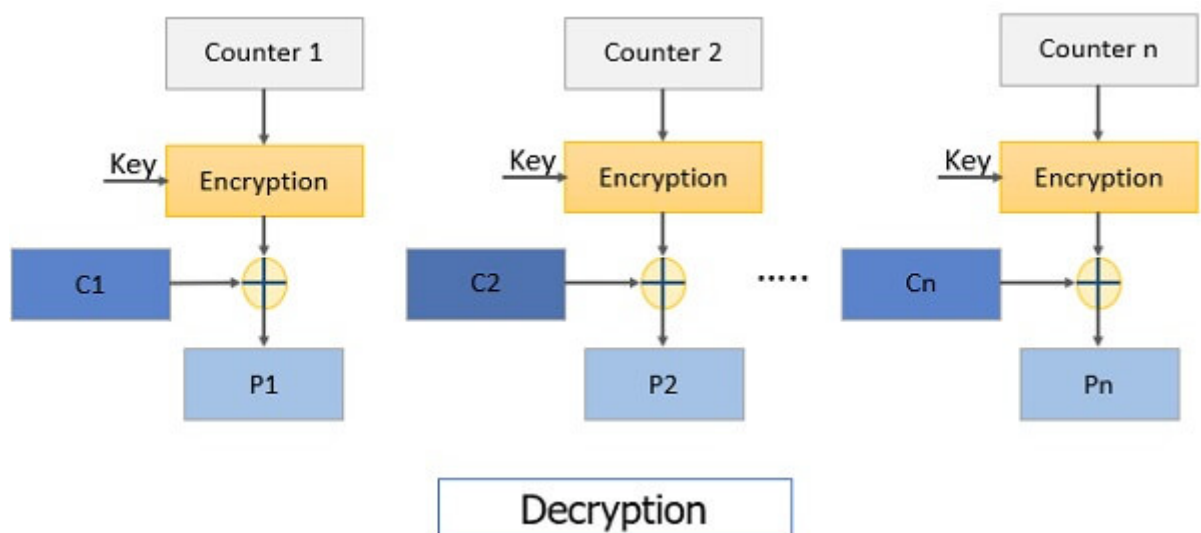 Counter 1
Counter 2
Counter n
Key
Encryption
Key
Encryption
Key
Encryption
C1
C2
.....
Cn
P1
P2
Pn
Decryption